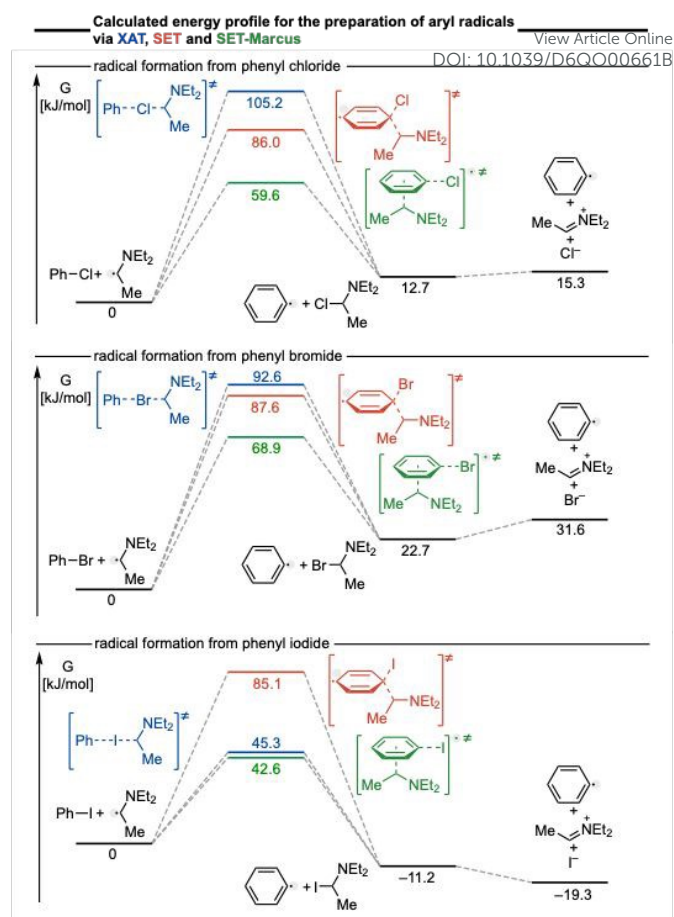 Calculated energy profile for the preparation of aryl radicals
via XAT, SET and SET-Marcus
View Article Online
DOI: 10.1039/D6QO00661B
radical formation from phenyl chloride
G
[kJ/mol]
Ph--Cl--
NEt2
Me
≠
105.2
86.0
59.6
Cl
NEt2
Me
≠
Cl
Me
NEt2
≠
Ph–Cl+
NEt2
Me
0
+ Cl
NEt2
Me
12.7
+
Me
+
NEt2
+
Cl–
15.3
radical formation from phenyl bromide
G
[kJ/mol]
Ph--Br--
NEt2
Me
≠
92.6
87.6
68.9
Br
NEt2
Me
≠
Br
Me
NEt2
≠
Ph–Br +
NEt2
Me
0
+ Br
NEt2
Me
22.7
+
Me
+
NEt2
+
Br–
31.6
radical formation from phenyl iodide
G
[kJ/mol]
Ph---I---
NEt2
Me
≠
85.1
45.3
42.6
I
NEt2
Me
≠
I
Me
NEt2
≠
Ph–I +
NEt2
Me
0
+ I
NEt2
Me
–11.2
+
Me
+
NEt2
+
I–
–19.3